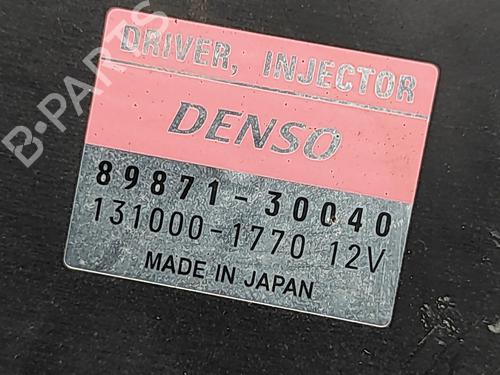 DRIVER, INJECTOR
DENSO
89871-30040
131000-1770 12V
MADE IN JAPAN
B-PARTS